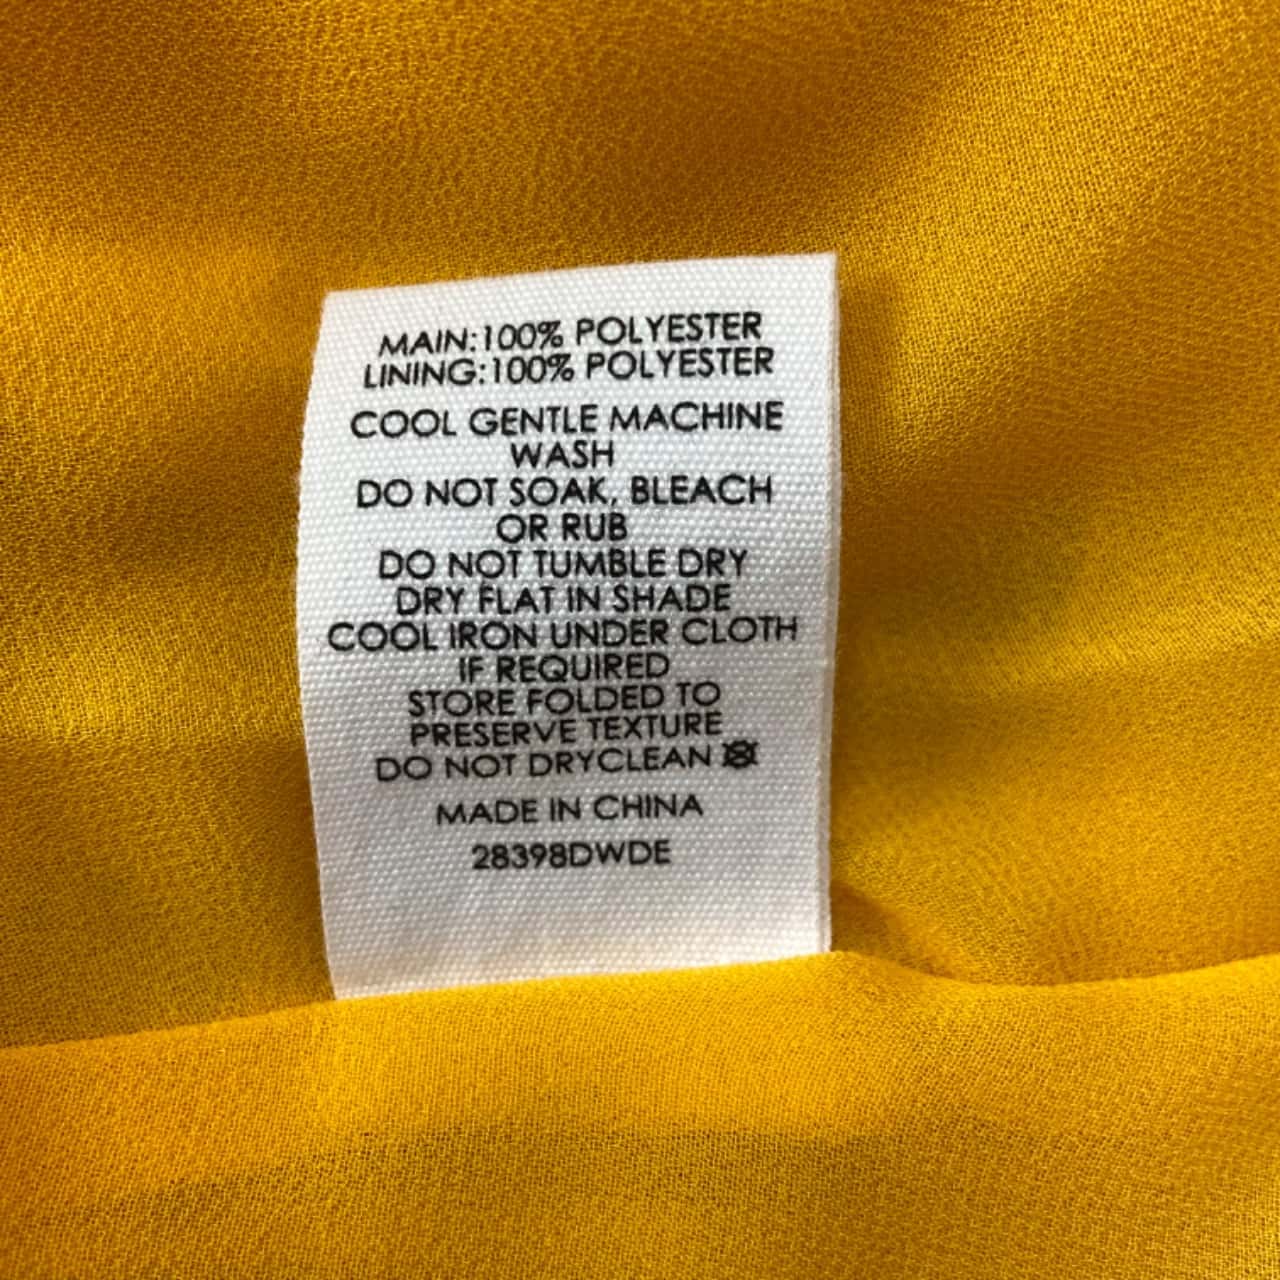 MAIN:100% POLYESTER
LINING:100% POLYESTER
COOL GENTLE MACHINE
WASH
DO NOT SOAK, BLEACH
OR RUB
DO NOT TUMBLE DRY
DRY FLAT IN SHADE
COOL IRON UNDER CLOTH
IF REQUIRED
STORE FOLDED TO
PRESERVE TEXTURE
DO NOT DRYCLEAN
MADE IN CHINA
28398DWDE